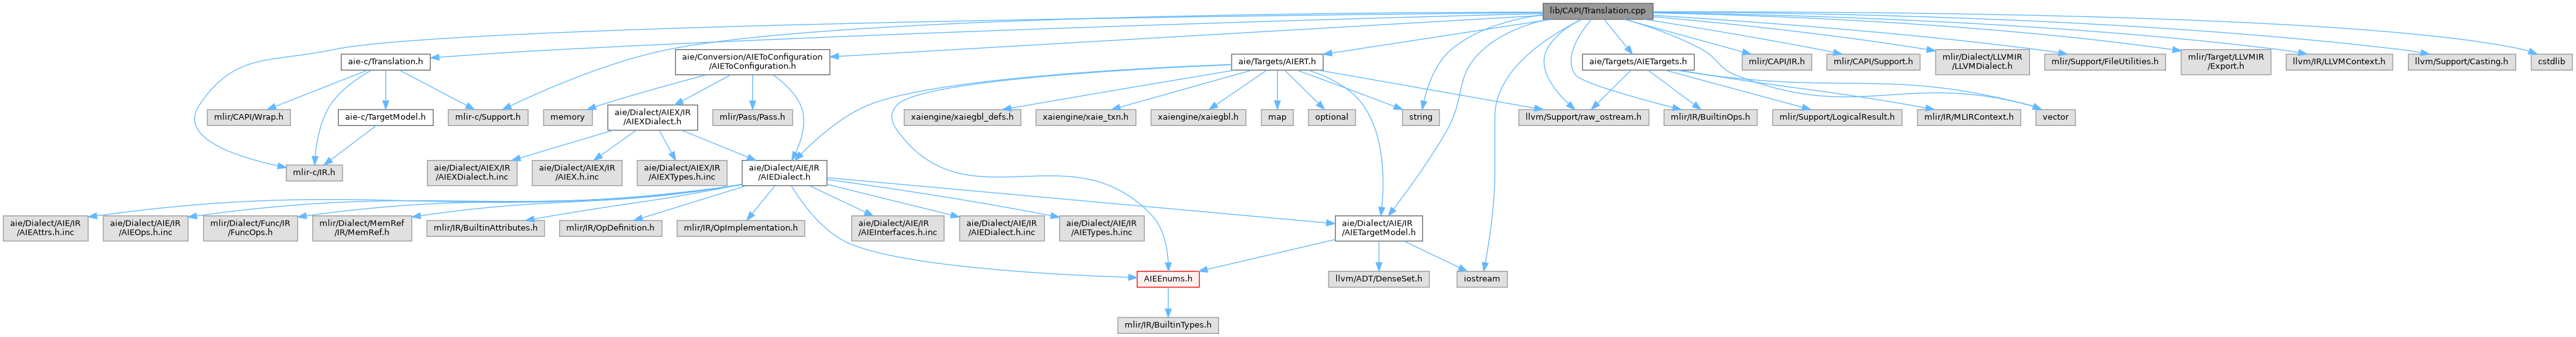 lib/CAPI/Translation.cpp
aie-c/Translation.h
aie/Conversion/AIEToConfiguration
/AIEToConfiguration.h
aie/Targets/AIERT.h
aie/Targets/AIETargets.h
mlir/CAPI/IR.h
mlir/CAPI/Support.h
mlir/Dialect/LLVMIR
/LLVMDialect.h
mlir/Support/FileUtilities.h
mlir/Target/LLVMIR
/Export.h
llvm/IR/LLVMContext.h
llvm/Support/Casting.h
cstdlib
mlir/CAPI/Wrap.h
aie-c/TargetModel.h
mlir-c/Support.h
memory
aie/Dialect/AIEX/IR
/AIEXDialect.h
mlir/Pass/Pass.h
xaiengine/xaiegbl_defs.h
xaiengine/xaie_txn.h
xaiengine/xaiegbl.h
map
optional
string
llvm/Support/raw_ostream.h
mlir/IR/BuiltinOps.h
mlir/Support/LogicalResult.h
mlir/IR/MLIRContext.h
vector
mlir-c/IR.h
aie/Dialect/AIEX/IR
/AIEXDialect.h.inc
aie/Dialect/AIEX/IR
/AIEX.h.inc
aie/Dialect/AIEX/IR
/AIEXTypes.h.inc
aie/Dialect/AIE/IR
/AIEDialect.h
aie/Dialect/AIE/IR
/AIEAttrs.h.inc
aie/Dialect/AIE/IR
/AIEOps.h.inc
mlir/Dialect/Func/IR
/FuncOps.h
mlir/Dialect/MemRef
/IR/MemRef.h
mlir/IR/BuiltinAttributes.h
mlir/IR/OpDefinition.h
mlir/IR/OpImplementation.h
aie/Dialect/AIE/IR
/AIEInterfaces.h.inc
aie/Dialect/AIE/IR
/AIEDialect.h.inc
aie/Dialect/AIE/IR
/AIETypes.h.inc
aie/Dialect/AIE/IR
/AIETargetModel.h
AIEEnums.h
llvm/ADT/DenseSet.h
iostream
mlir/IR/BuiltinTypes.h